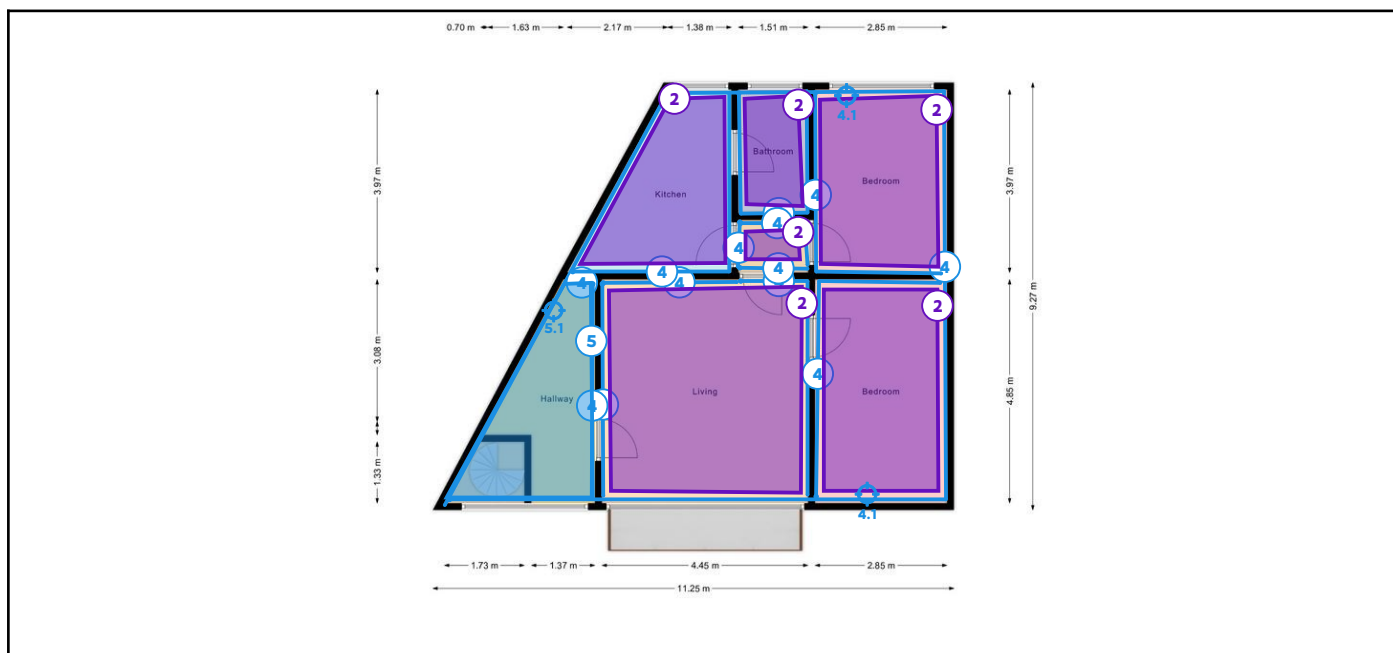 0.70 m 1.63 m 2.17 m 1.38 m 1.51 m 2.85 m
2 2 4.1 2
3.97 m Kitchen Bathroom Bedroom 3.97 m
4 4 2
4 4 4 4
4 4 4
5.1 2 2
3.08 m 5 9.27 m
Hallway Living Bedroom 4.85 m
4 4
1.33 m
4.1
1.73 m 1.37 m 4.45 m 2.85 m
11.25 m